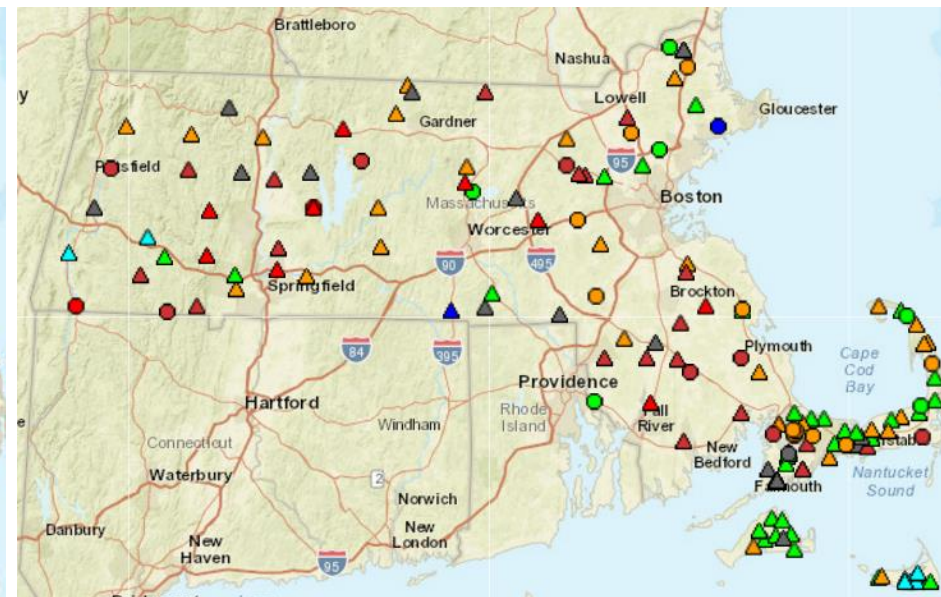 Brattleboro
Nashua
y
Lowell
Gardner
Gloucester
Pittsfield
95
Massachusetts
Boston
Worcester
90
495
Springfield
Brockton
84
395
Plymouth
Cape
Cod
Bay
Providence
Hartford
Rhode
Island
Fall
River
e
Windham
Connecticut
New
Bedford
Waterbury
2
Nantucket
Sound
Falmouth
Norwich
Danbury
New
London
New
Haven
95